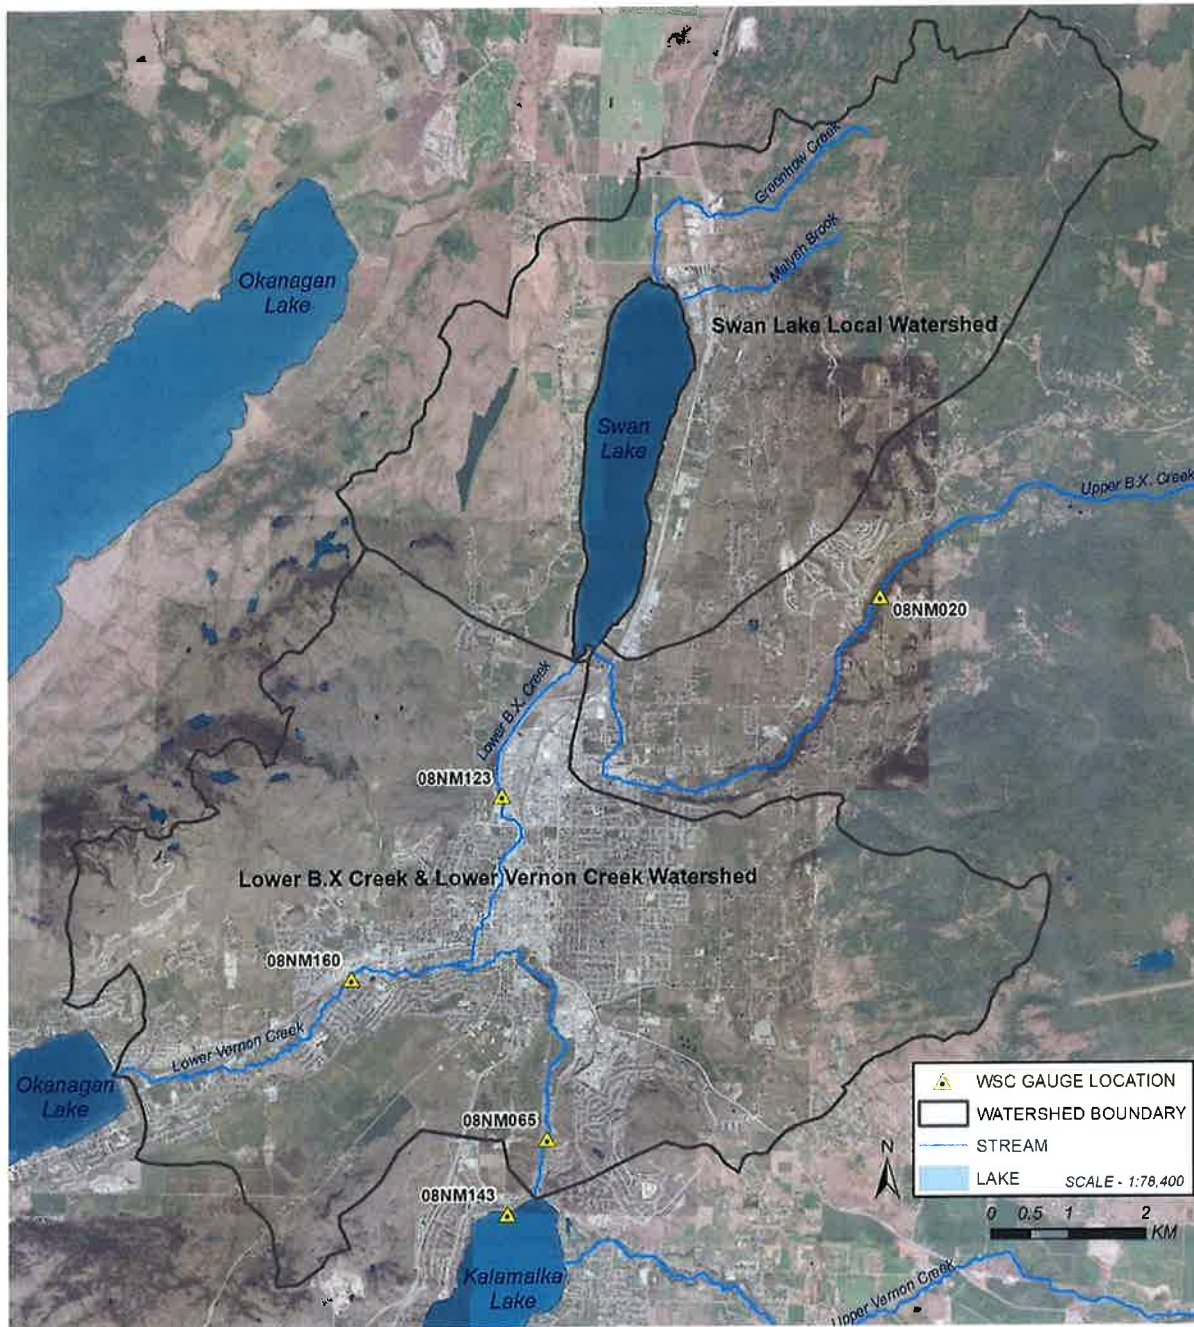 Greenhow Creek
Malysh Brook
Okanagan
Lake
Swan Lake Local Watershed
Swan
Lake
Upper B.X. Creek
08NM020
Lower B.X. Creek
08NM123
Lower B.X Creek & Lower Vernon Creek Watershed
08NM160
Lower Vernon Creek
Okanagan
Lake
WSC GAUGE LOCATION
WATERSHED BOUNDARY
STREAM
LAKE
SCALE - 1:78,400
N
08NM065
08NM143
0 0.5 1 2
KM
Kalamalka
Lake
Upper Vernon Creek